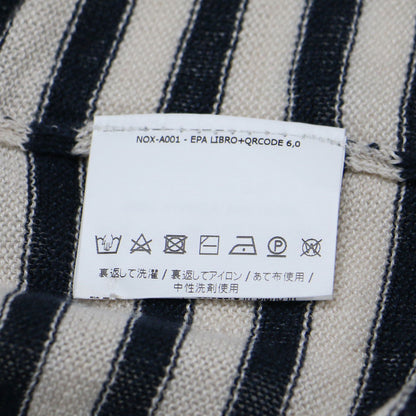 NOX-A001 - EPA LIBRO+QRCODE 6,0
裏返して洗濯 / 裏返してアイロン / あて布使用 /
中性洗剤使用